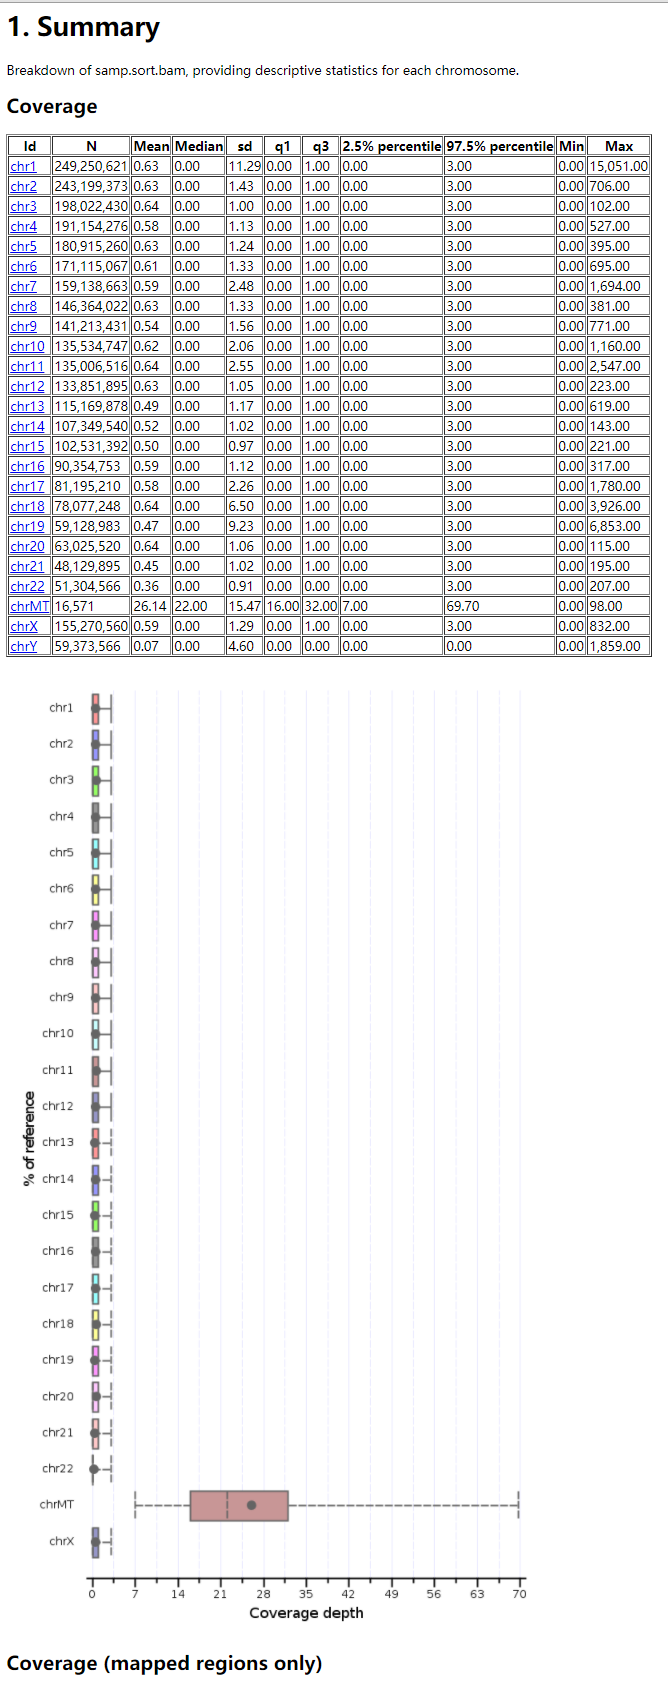 1. Summary
Breakdown of samp.sort.bam, providing descriptive statistics for each chromosome.
Coverage
Id N Mean Median sd q1 q3 2.5% percentile 97.5% percentile Min Max
chr1 249,250,621 0.63 0.00 11.29 0.00 1.00 0.00 3.00 0.00 15,051.00
chr2 243,199,373 0.63 0.00 1.43 0.00 1.00 0.00 3.00 0.00 706.00
chr3 198,022,430 0.64 0.00 1.00 0.00 1.00 0.00 3.00 0.00 102.00
chr4 191,154,276 0.58 0.00 1.13 0.00 1.00 0.00 3.00 0.00 527.00
chr5 180,915,260 0.63 0.00 1.24 0.00 1.00 0.00 3.00 0.00 395.00
chr6 171,115,067 0.61 0.00 1.33 0.00 1.00 0.00 3.00 0.00 695.00
chr7 159,138,663 0.59 0.00 2.48 0.00 1.00 0.00 3.00 0.00 1,694.00
chr8 146,364,022 0.63 0.00 1.33 0.00 1.00 0.00 3.00 0.00 381.00
chr9 141,213,431 0.54 0.00 1.56 0.00 1.00 0.00 3.00 0.00 771.00
chr10 135,534,747 0.62 0.00 2.06 0.00 1.00 0.00 3.00 0.00 1,160.00
chr11 135,006,516 0.64 0.00 2.55 0.00 1.00 0.00 3.00 0.00 2,547.00
chr12 133,851,895 0.63 0.00 1.05 0.00 1.00 0.00 3.00 0.00 223.00
chr13 115,169,878 0.49 0.00 1.17 0.00 1.00 0.00 3.00 0.00 619.00
chr14 107,349,540 0.52 0.00 1.02 0.00 1.00 0.00 3.00 0.00 143.00
chr15 102,531,392 0.50 0.00 0.97 0.00 1.00 0.00 3.00 0.00 221.00
chr16 90,354,753 0.59 0.00 1.12 0.00 1.00 0.00 3.00 0.00 317.00
chr17 81,195,210 0.58 0.00 2.26 0.00 1.00 0.00 3.00 0.00 1,780.00
chr18 78,077,248 0.64 0.00 6.50 0.00 1.00 0.00 3.00 0.00 3,926.00
chr19 59,128,983 0.47 0.00 9.23 0.00 1.00 0.00 3.00 0.00 6,853.00
chr20 63,025,520 0.64 0.00 1.06 0.00 1.00 0.00 3.00 0.00 115.00
chr21 48,129,895 0.45 0.00 1.02 0.00 1.00 0.00 3.00 0.00 195.00
chr22 51,304,566 0.36 0.00 0.91 0.00 0.00 0.00 3.00 0.00 207.00
chrMT 16,571 26.14 22.00 15.47 16.00 32.00 7.00 69.70 0.00 98.00
chrX 155,270,560 0.59 0.00 1.29 0.00 1.00 0.00 3.00 0.00 832.00
chrY 59,373,566 0.07 0.00 4.60 0.00 0.00 0.00 0.00 0.00 1,859.00
% of reference
chr1
chr2
chr3
chr4
chr5
chr6
chr7
chr8
chr9
chr10
chr11
chr12
chr13
chr14
chr15
chr16
chr17
chr18
chr19
chr20
chr21
chr22
chrMT
chrX
0 7 14 21 28 35 42 49 56 63 70
Coverage depth
Coverage (mapped regions only)